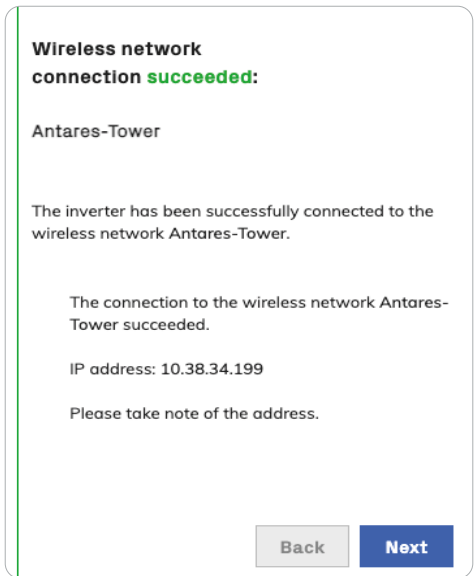 Wireless network
connection succeeded:
Antares-Tower
The inverter has been successfully connected to the
wireless network Antares-Tower.
The connection to the wireless network Antares-
Tower succeeded.
IP address: 10.38.34.199
Please take note of the address.
Back
Next